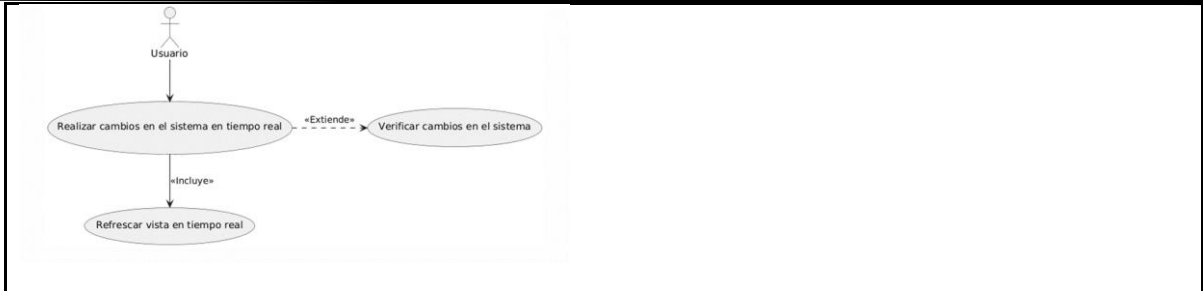 Usuario
Realizar cambios en el sistema en tiempo real
«Extiende»
Verificar cambios en el sistema
«Incluye»
Refrescar vista en tiempo real